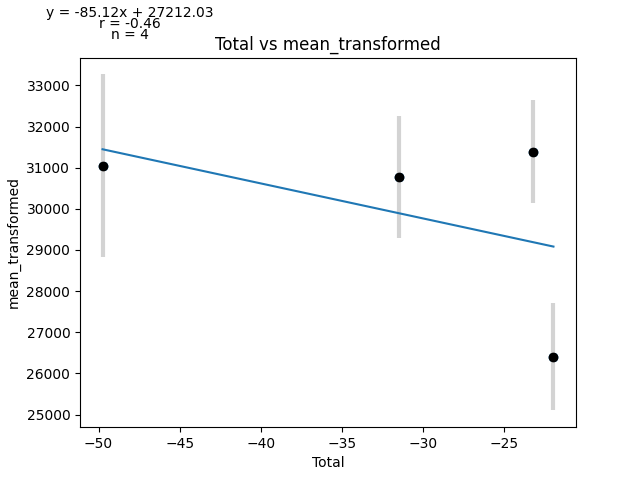 y = -85.12x + 27212.03
r = -0.46
n = 4
Total vs mean_transformed
mean_transformed
33000
32000
31000
30000
29000
28000
27000
26000
25000
−50
−45
−40
−35
−30
−25
Total